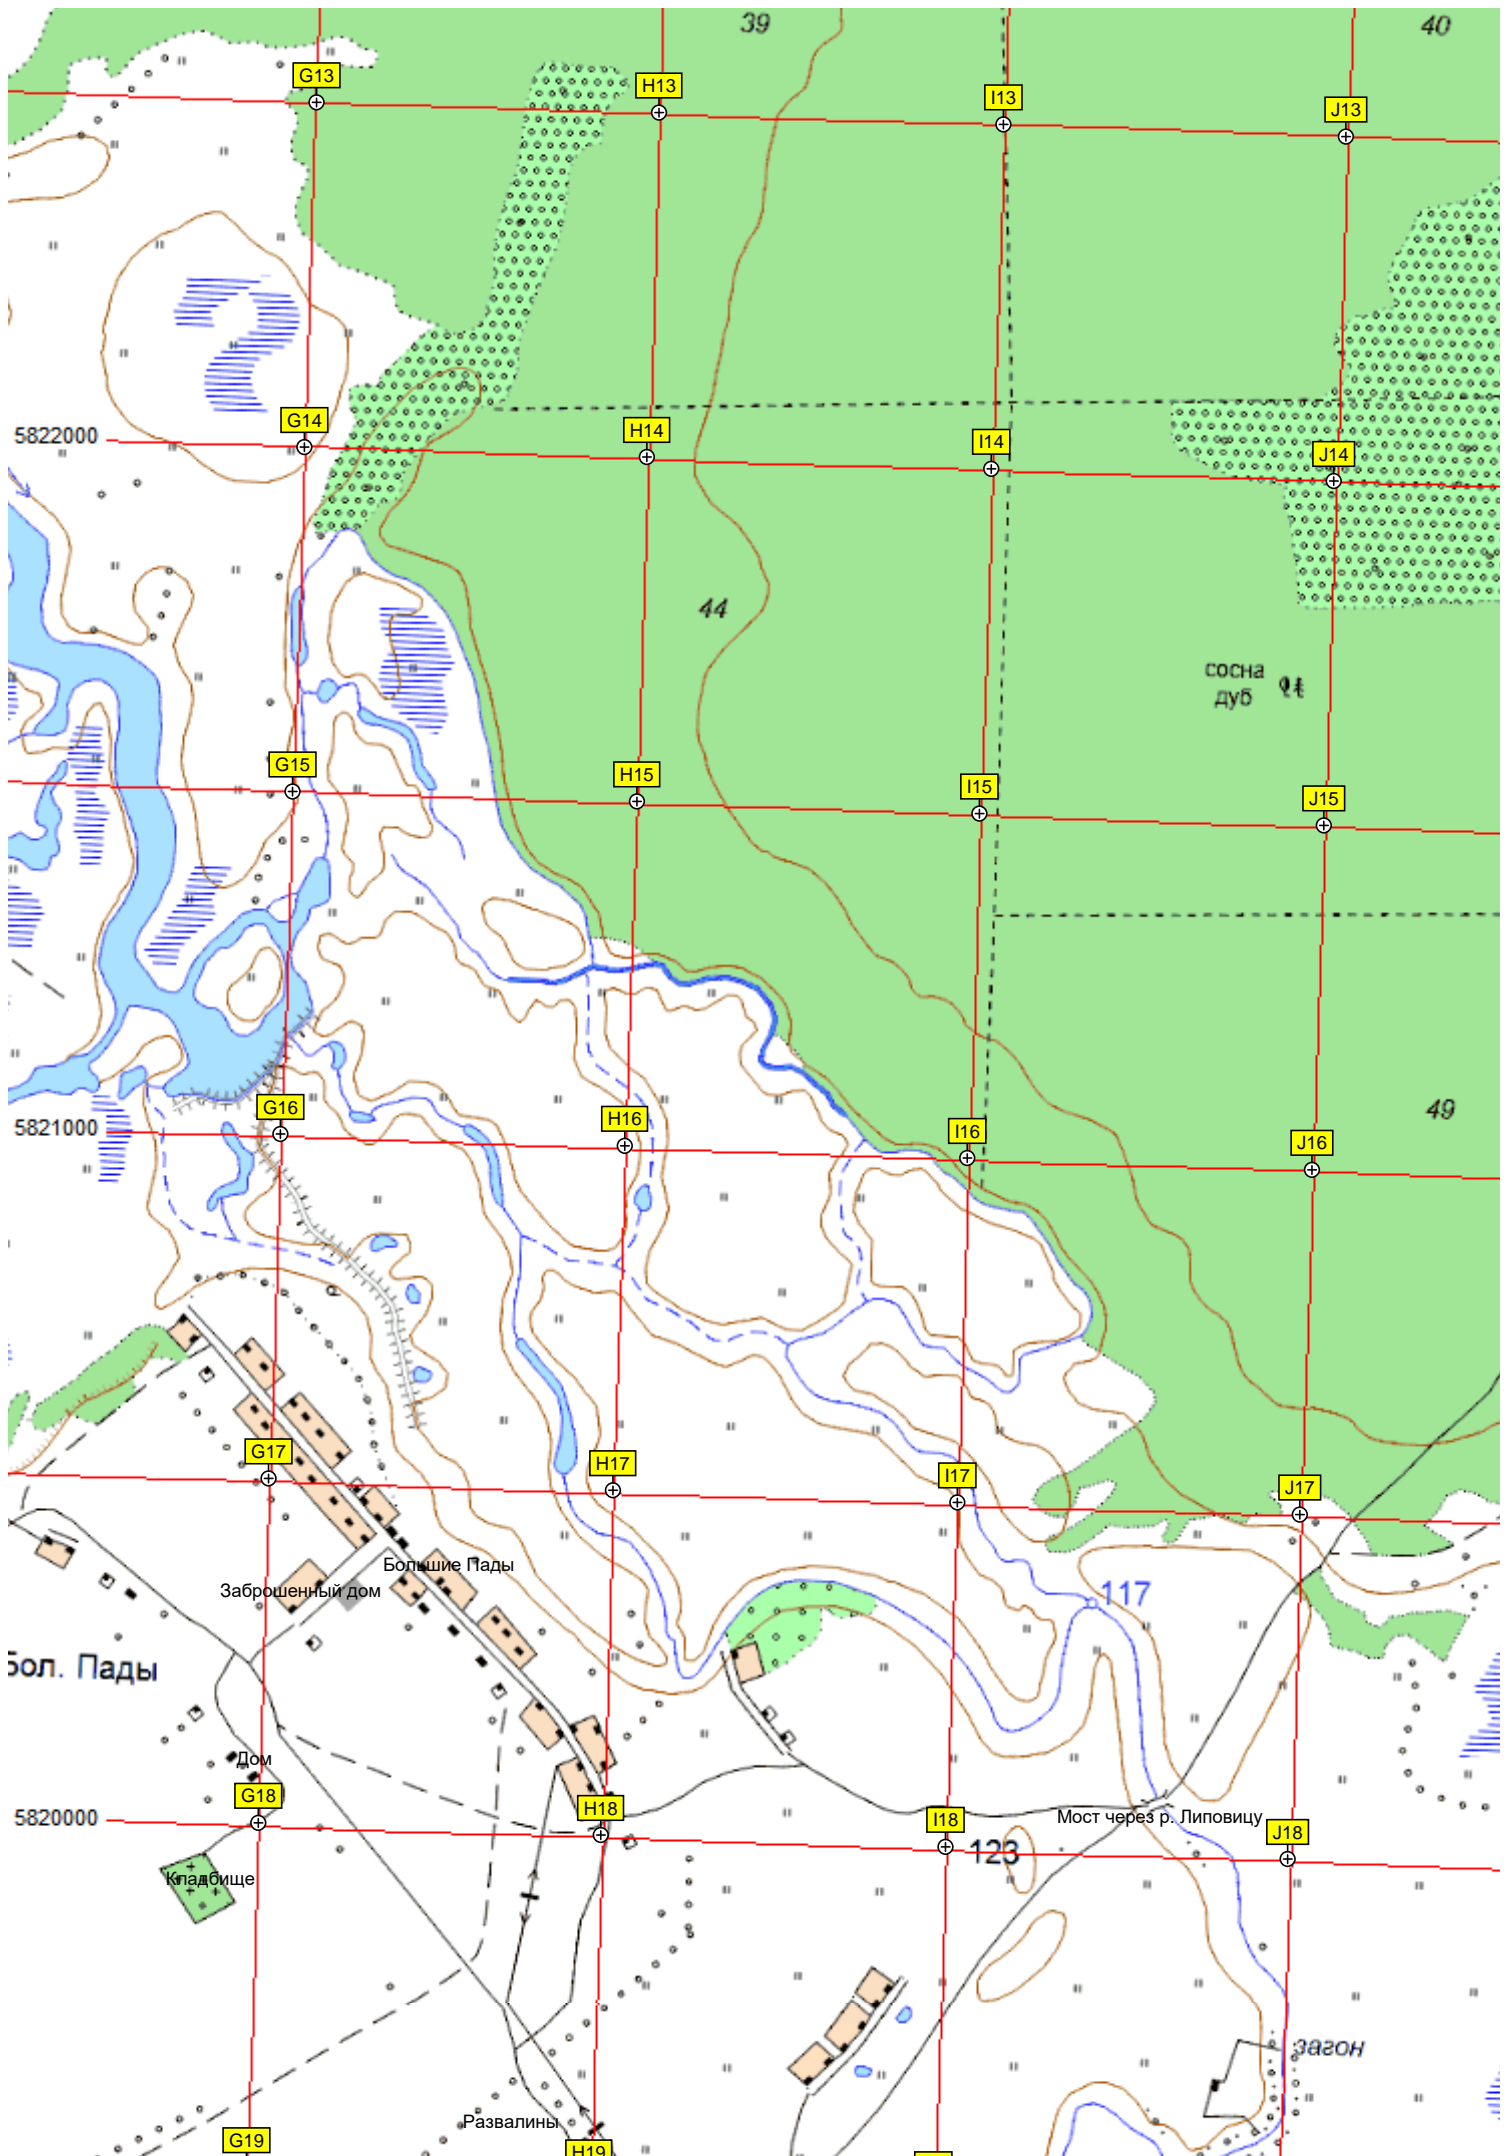 39
40
G13
H13
I13
J13
5822000
G14
H14
I14
J14
44
сосна
дуб
G15
H15
I15
J15
49
5821000
G16
H16
I16
J16
G17
H17
I17
J17
Большие Пады
Заброшенный дом
117
Бол. Пады
Дом
5820000
G18
H18
I18
J18
Мост через р. Липовицу
123
Кладбище
загон
Развалины
G19
H19